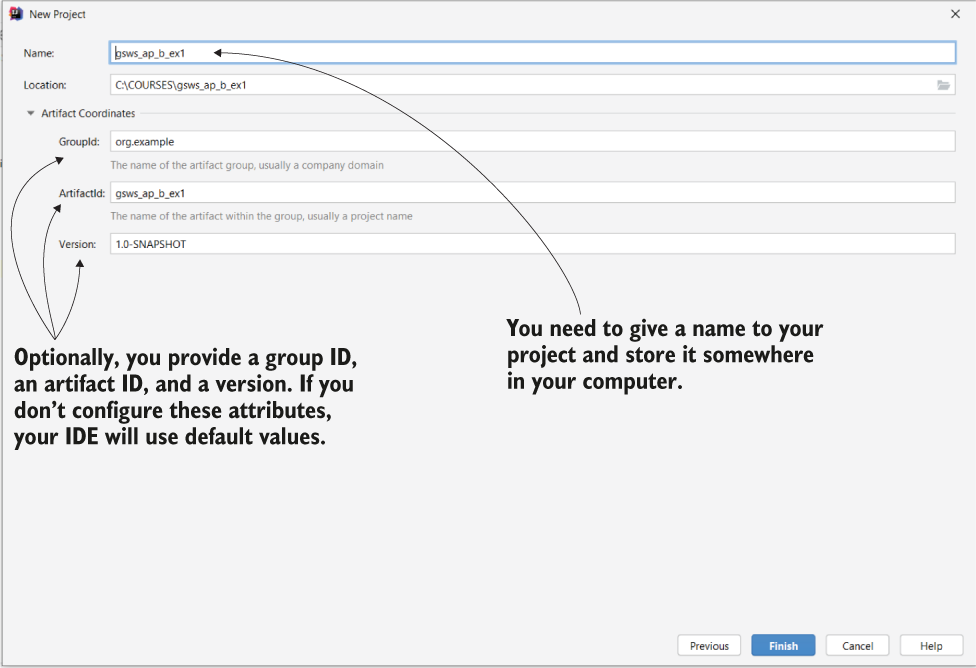 New Project
Name: gsws_ap_b_ex1
Location: C:\COURSES\gsws_ap_b_ex1
Artifact Coordinates
GroupId: org.example
The name of the artifact group, usually a company domain
ArtifactId: gsws_ap_b_ex1
The name of the artifact within the group, usually a project name
Version: 1.0-SNAPSHOT
You need to give a name to your
project and store it somewhere
in your computer.
Optionally, you provide a group ID,
an artifact ID, and a version. If you
don’t configure these attributes,
your IDE will use default values.
Previous Finish Cancel Help